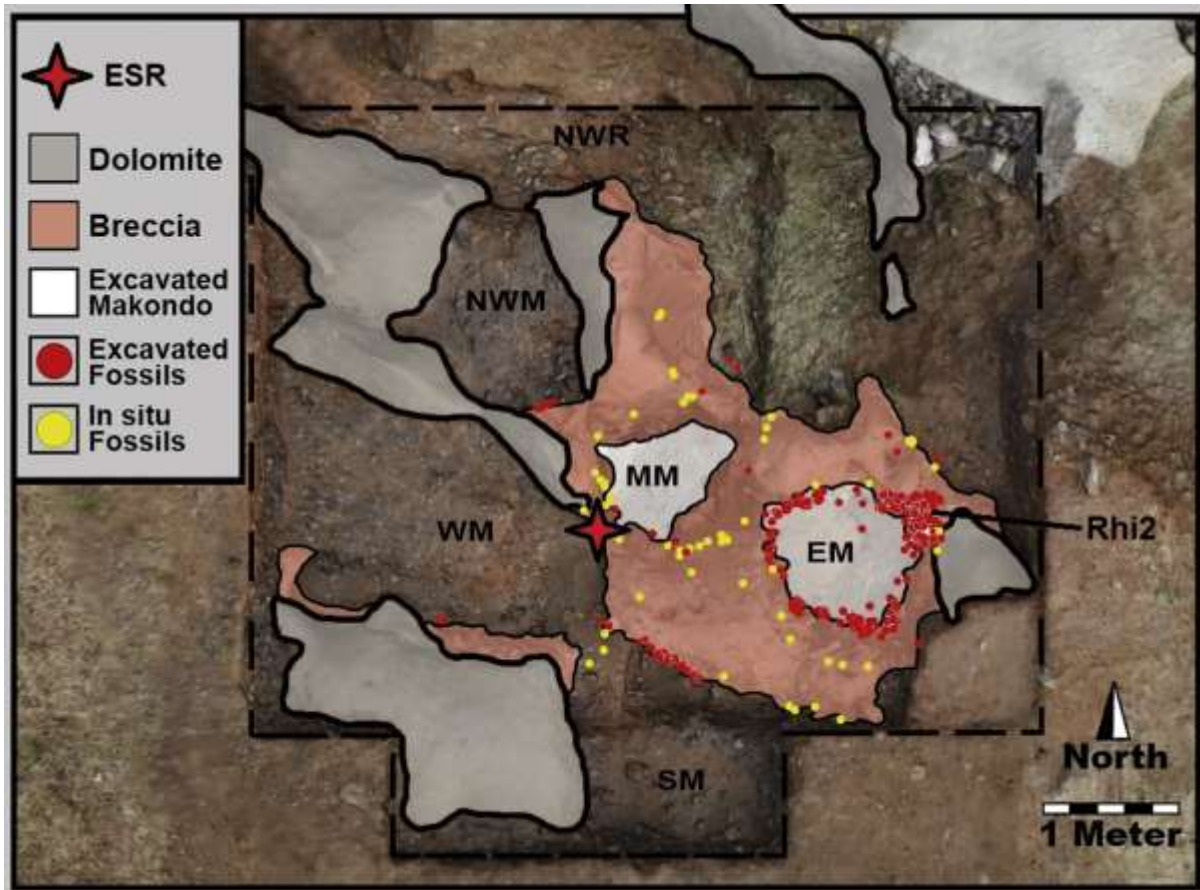 ESR
Dolomite
Breccia
Excavated
Makondo
Excavated
Fossils
In situ
Fossils
NWR
NWM
MM
WM
EM
Rhi2
SM
North
1 Meter